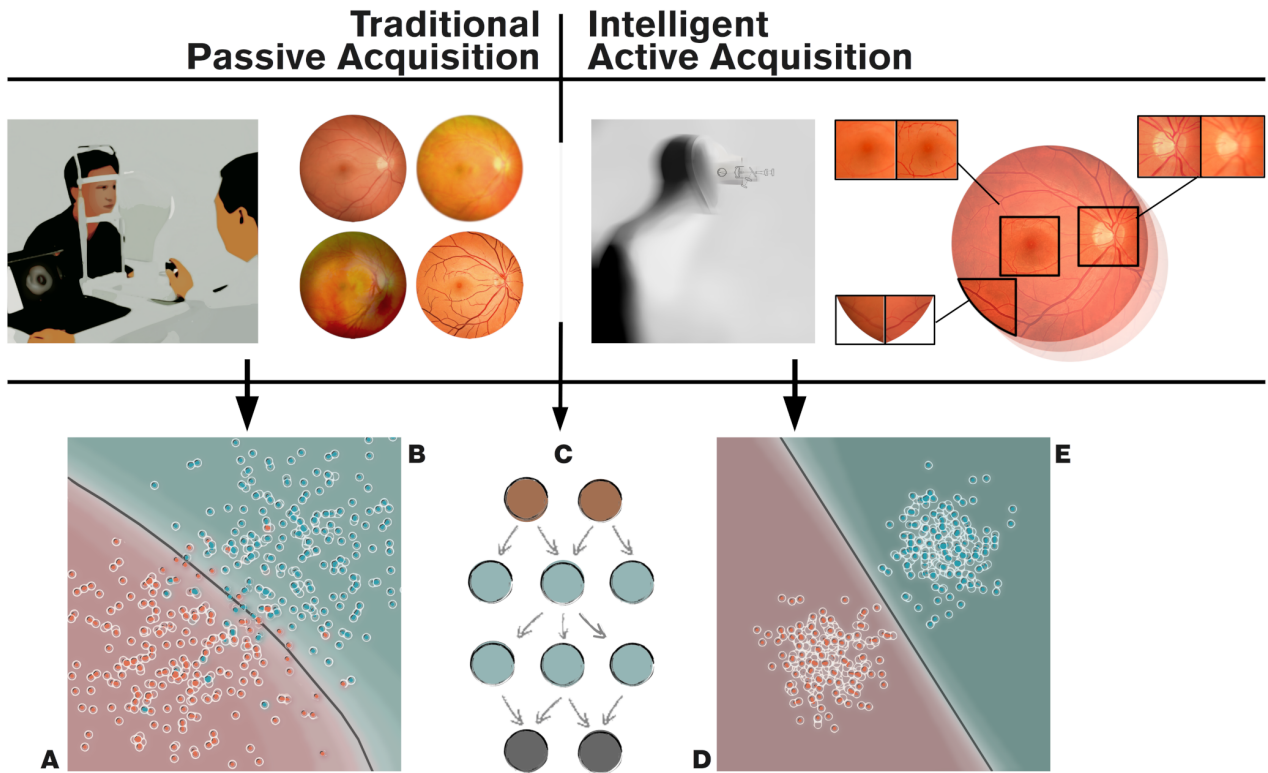 Traditional
Passive Acquisition
Intelligent
Active Acquisition
B
C
E
A
D